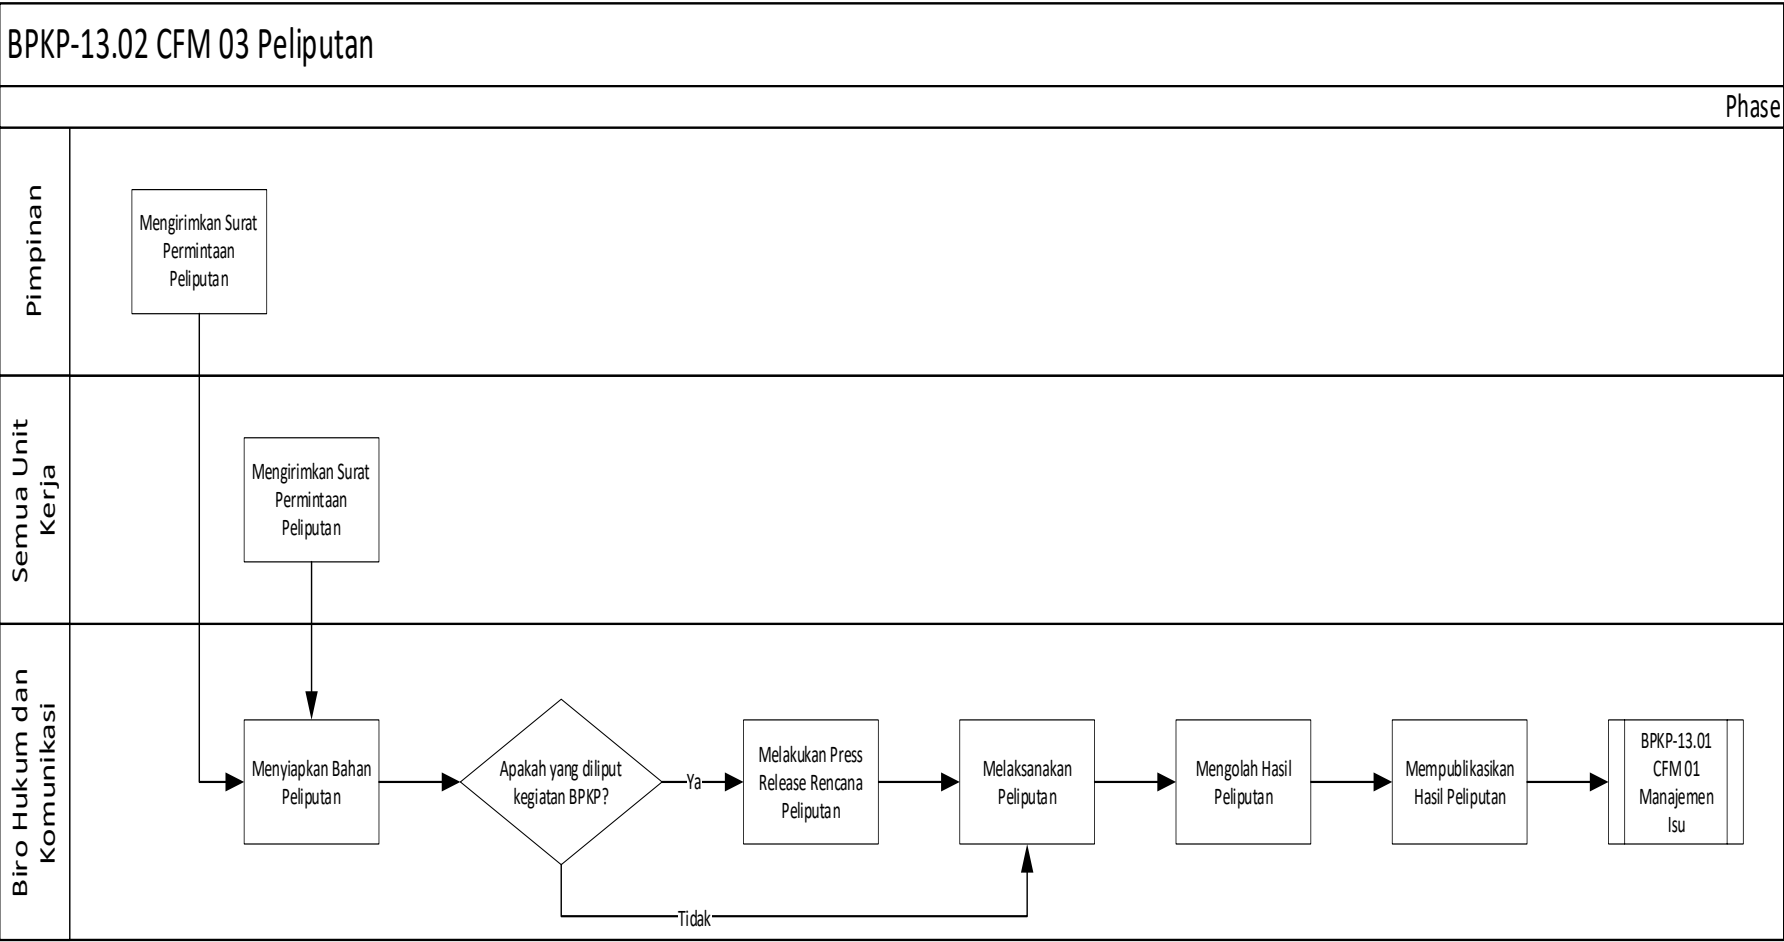 BPKP-13.02 CFM 03 Peliputan
Phase
Pimpinan
Mengirimkan Surat
Permintaan
Peliputan
Semua Unit
Kerja
Mengirimkan Surat
Permintaan
Peliputan
Biro Hukum dan
Komunikasi
Menyiapkan Bahan
Peliputan
Apakah yang diliput
kegiatan BPKP?
Ya
Melakukan Press
Release Rencana
Peliputan
Melaksanakan
Peliputan
Mengolah Hasil
Peliputan
Mempublikasikan
Hasil Peliputan
BPKP-13.01
CFM 01
Manajemen
Isu
Tidak